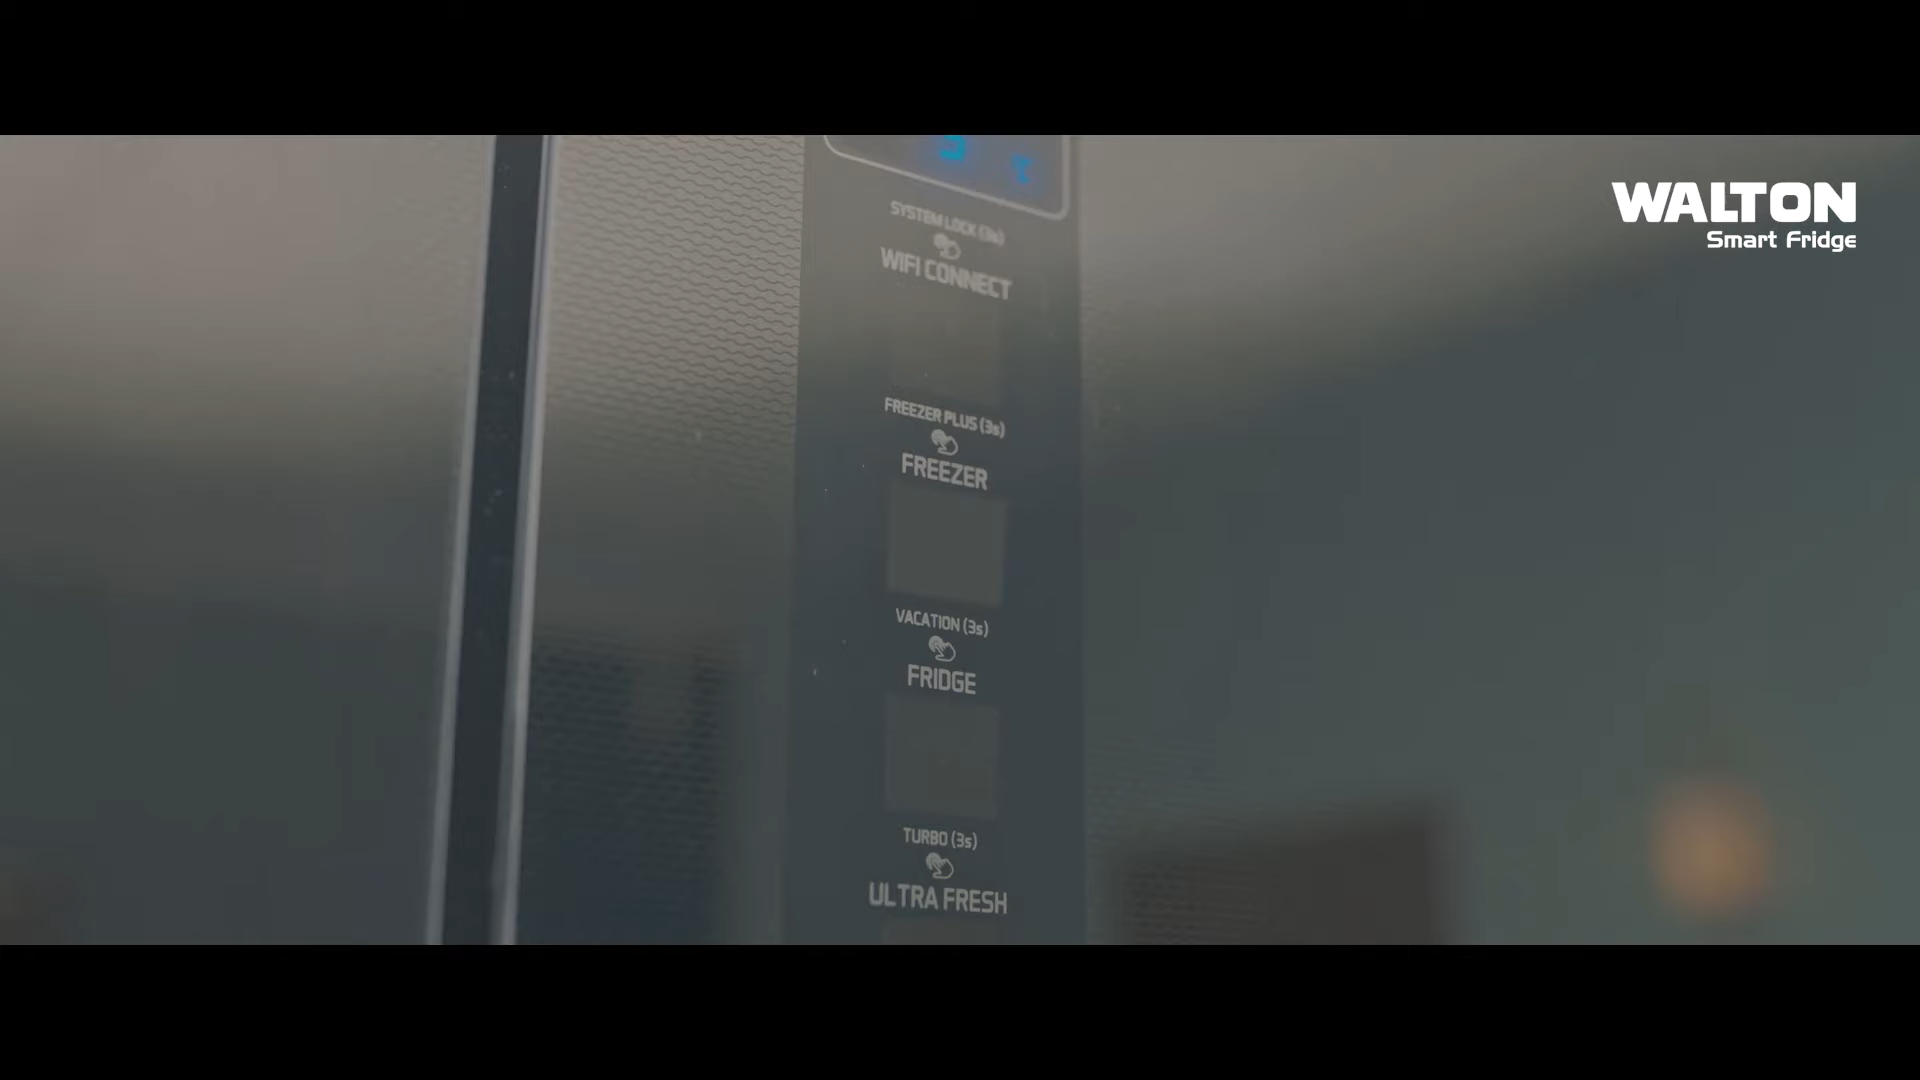 WALTON
Smart Fridge
℃
SYSTEM LOCK (3s)
WIFI CONNECT
FREEZER PLUS (3s)
FREEZER
VACATION (3s)
FRIDGE
TURBO (3s)
ULTRA FRESH